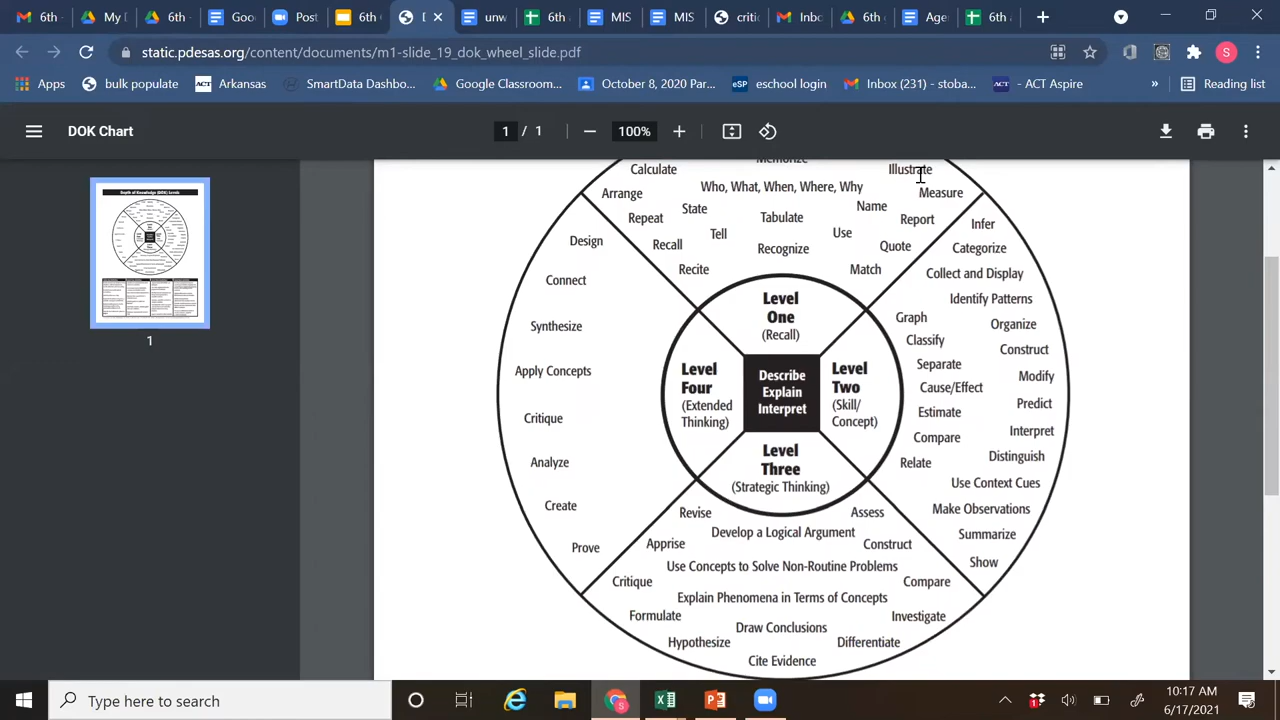 6th
My D
6th
Goo
Post
6th
D
unw
6th
MIS
MIS
critic
Inbo
6th g
Age
6th
static.pdesas.org/content/documents/m1-slide_19_dok_wheel_slide.pdf
S
Apps
bulk populate
ACT Arkansas
SmartData Dashbo...
Google Classroom...
October 8, 2020 Par...
eSP eschool login
Inbox (231) - stoba...
ACT - ACT Aspire
»
Reading list
DOK Chart
1 / 1
100%
1
Memorize
Calculate
Illustrate
Who, What, When, Where, Why
Arrange
Measure
State
Name
Repeat
Tabulate
Report
Tell
Use
Recall
Recognize
Quote
Recite
Match
Level
One
(Recall)
Infer
Categorize
Collect and Display
Identify Patterns
Graph
Organize
Classify
Construct
Separate
Modify
Cause/Effect
Predict
Estimate
Interpret
Compare
Distinguish
Relate
Use Context Cues
Make Observations
Summarize
Show
Level
Two
(Skill/
Concept)
Describe
Explain
Interpret
Level
Four
(Extended
Thinking)
Design
Connect
Synthesize
Apply Concepts
Critique
Analyze
Create
Prove
Level
Three
(Strategic Thinking)
Revise
Assess
Develop a Logical Argument
Apprise
Construct
Use Concepts to Solve Non-Routine Problems
Critique
Compare
Explain Phenomena in Terms of Concepts
Formulate
Investigate
Draw Conclusions
Hypothesize
Differentiate
Cite Evidence
Type here to search
10:17 AM
6/17/2021